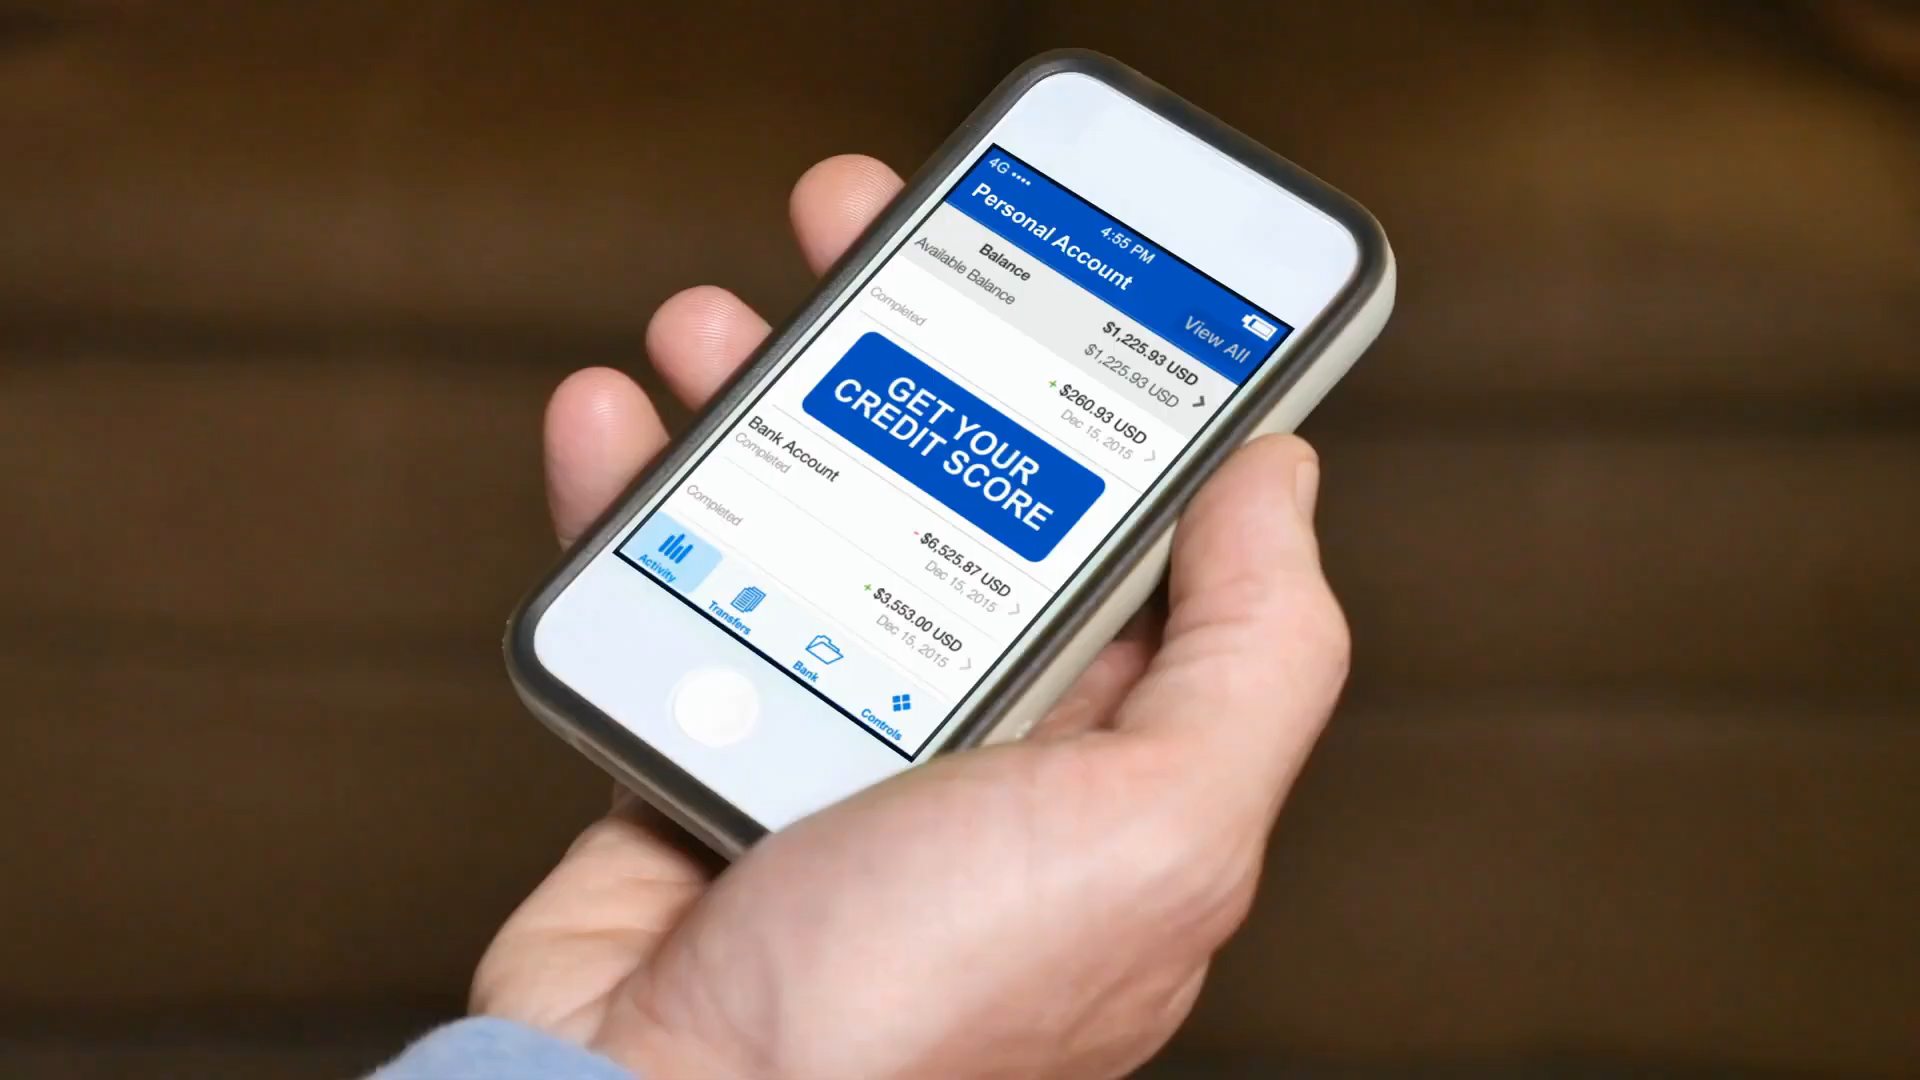 4G
4:55 PM
Personal Account
View All
Balance
$1,225.93 USD
Available Balance
$1,225.93 USD
Completed
+ $260.93 USD
Dec 15, 2015
GET YOUR
CREDIT SCORE
Bank Account
Completed
- $6,525.87 USD
Dec 15, 2015
Completed
+ $3,553.00 USD
Dec 15, 2015
Activity
Transfers
Bank
Controls